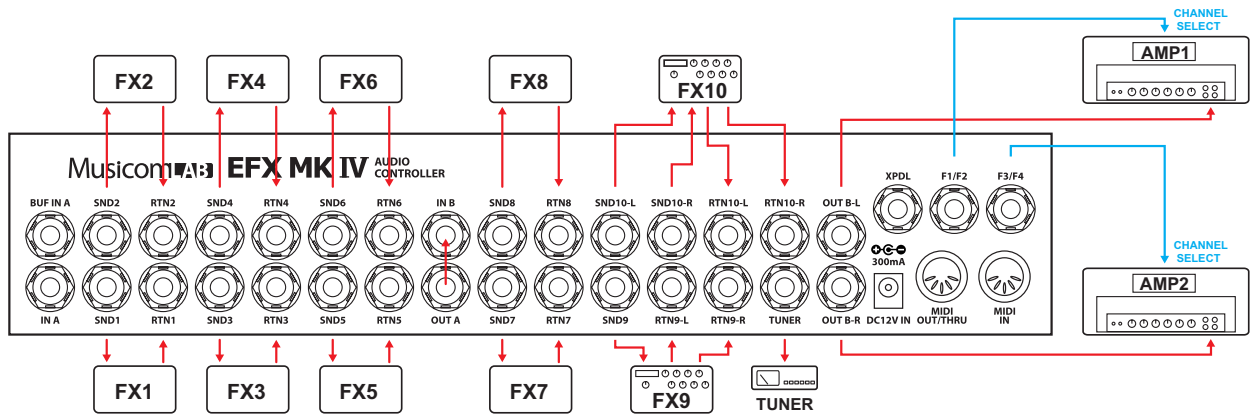 CHANNEL
SELECT
AMP1
FX2
FX4
FX6
FX8
FX10
MusicomLAB EFX MK IV AUDIO
CONTROLLER
BUF IN A SND2 RTN2 SND4 RTN4 SND6 RTN6 IN B SND8 RTN8 SND10-L SND10-R RTN10-L RTN10-R OUT B-L
XPDL F1/F2 F3/F4
300mA
CHANNEL
SELECT
AMP2
IN A SND1 RTN1 SND3 RTN3 SND5 RTN5 OUT A SND7 RTN7 SND9 RTN9-L RTN9-R TUNER OUT B-R
DC12V IN
MIDI
OUT/THRU
MIDI
IN
FX1
FX3
FX5
FX7
FX9
TUNER